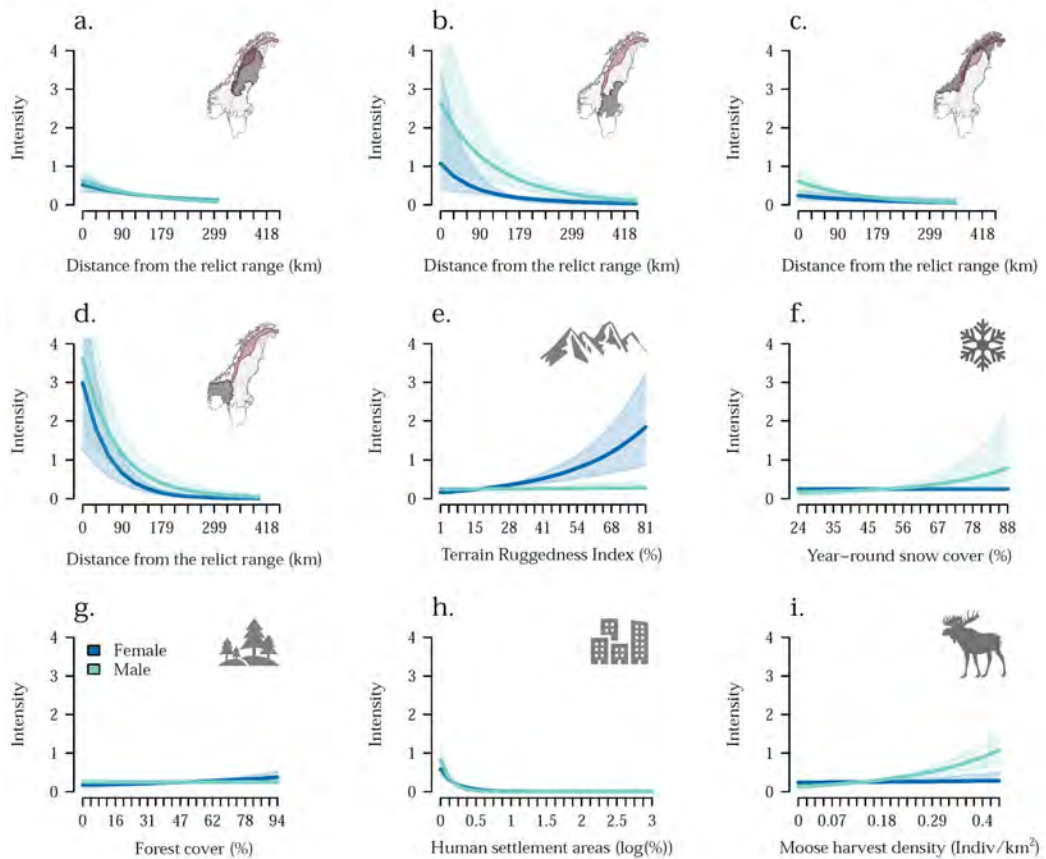 a.
4
3
2
1
0
Intensity
0 90 179 299 418
Distance from the relict range (km)
b.
4
3
2
1
0
Intensity
0 90 179 299 418
Distance from the relict range (km)
c.
4
3
2
1
0
Intensity
0 90 179 299 418
Distance from the relict range (km)
d.
4
3
2
1
0
Intensity
0 90 179 299 418
Distance from the relict range (km)
e.
4
3
2
1
0
Intensity
1 15 28 41 54 68 81
Terrain Ruggedness Index (%)
f.
4
3
2
1
0
Intensity
24 35 45 56 67 78 88
Year–round snow cover (%)
g.
Female
Male
4
3
2
1
0
Intensity
0 16 31 47 62 78 94
Forest cover (%)
h.
4
3
2
1
0
Intensity
0 0.5 1 1.5 2 2.5 3
Human settlement areas (log(%))
i.
4
3
2
1
0
Intensity
0 0.07 0.18 0.29 0.4
Moose harvest density (Indiv/km²)